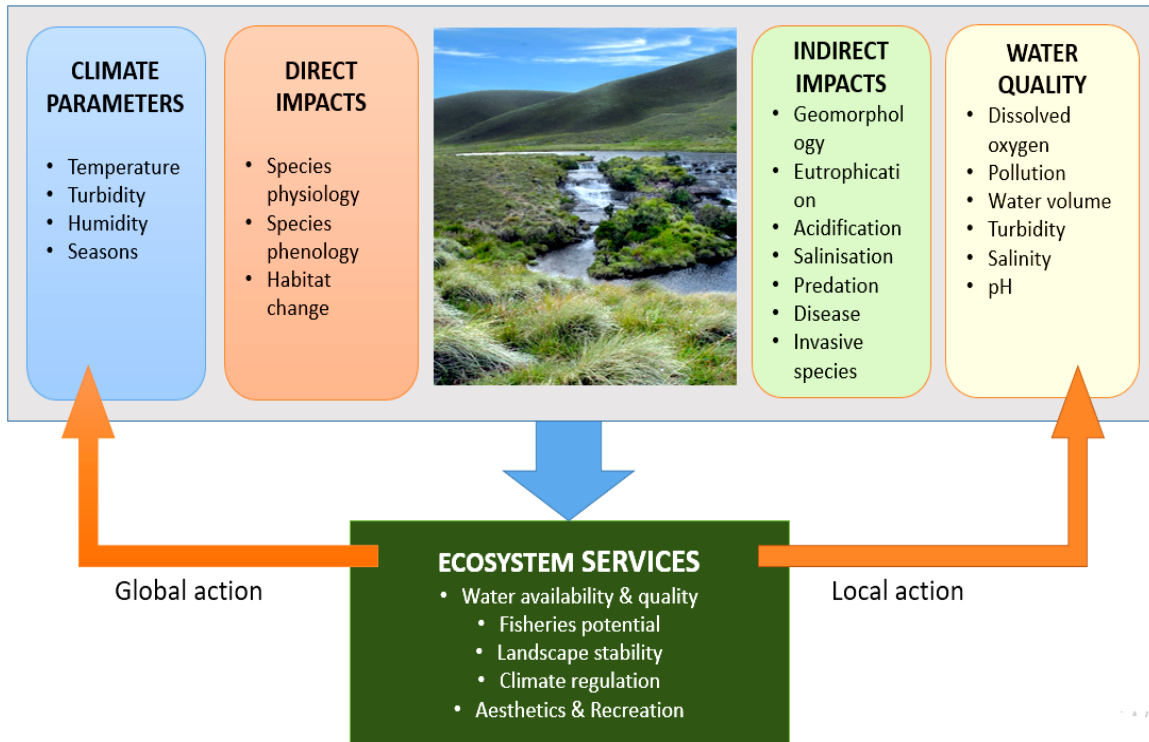 CLIMATE
PARAMETERS
• Temperature
• Turbidity
• Humidity
• Seasons
DIRECT
IMPACTS
• Species
physiology
• Species
phenology
• Habitat
change
INDIRECT
IMPACTS
• Geomorphol
ogy
• Eutrophicati
on
• Acidification
• Salinisation
• Predation
• Disease
• Invasive
species
WATER
QUALITY
• Dissolved
oxygen
• Pollution
• Water volume
• Turbidity
• Salinity
• pH
Global action
ECOSYSTEM SERVICES
• Water availability & quality
• Fisheries potential
• Landscape stability
• Climate regulation
• Aesthetics & Recreation
Local action